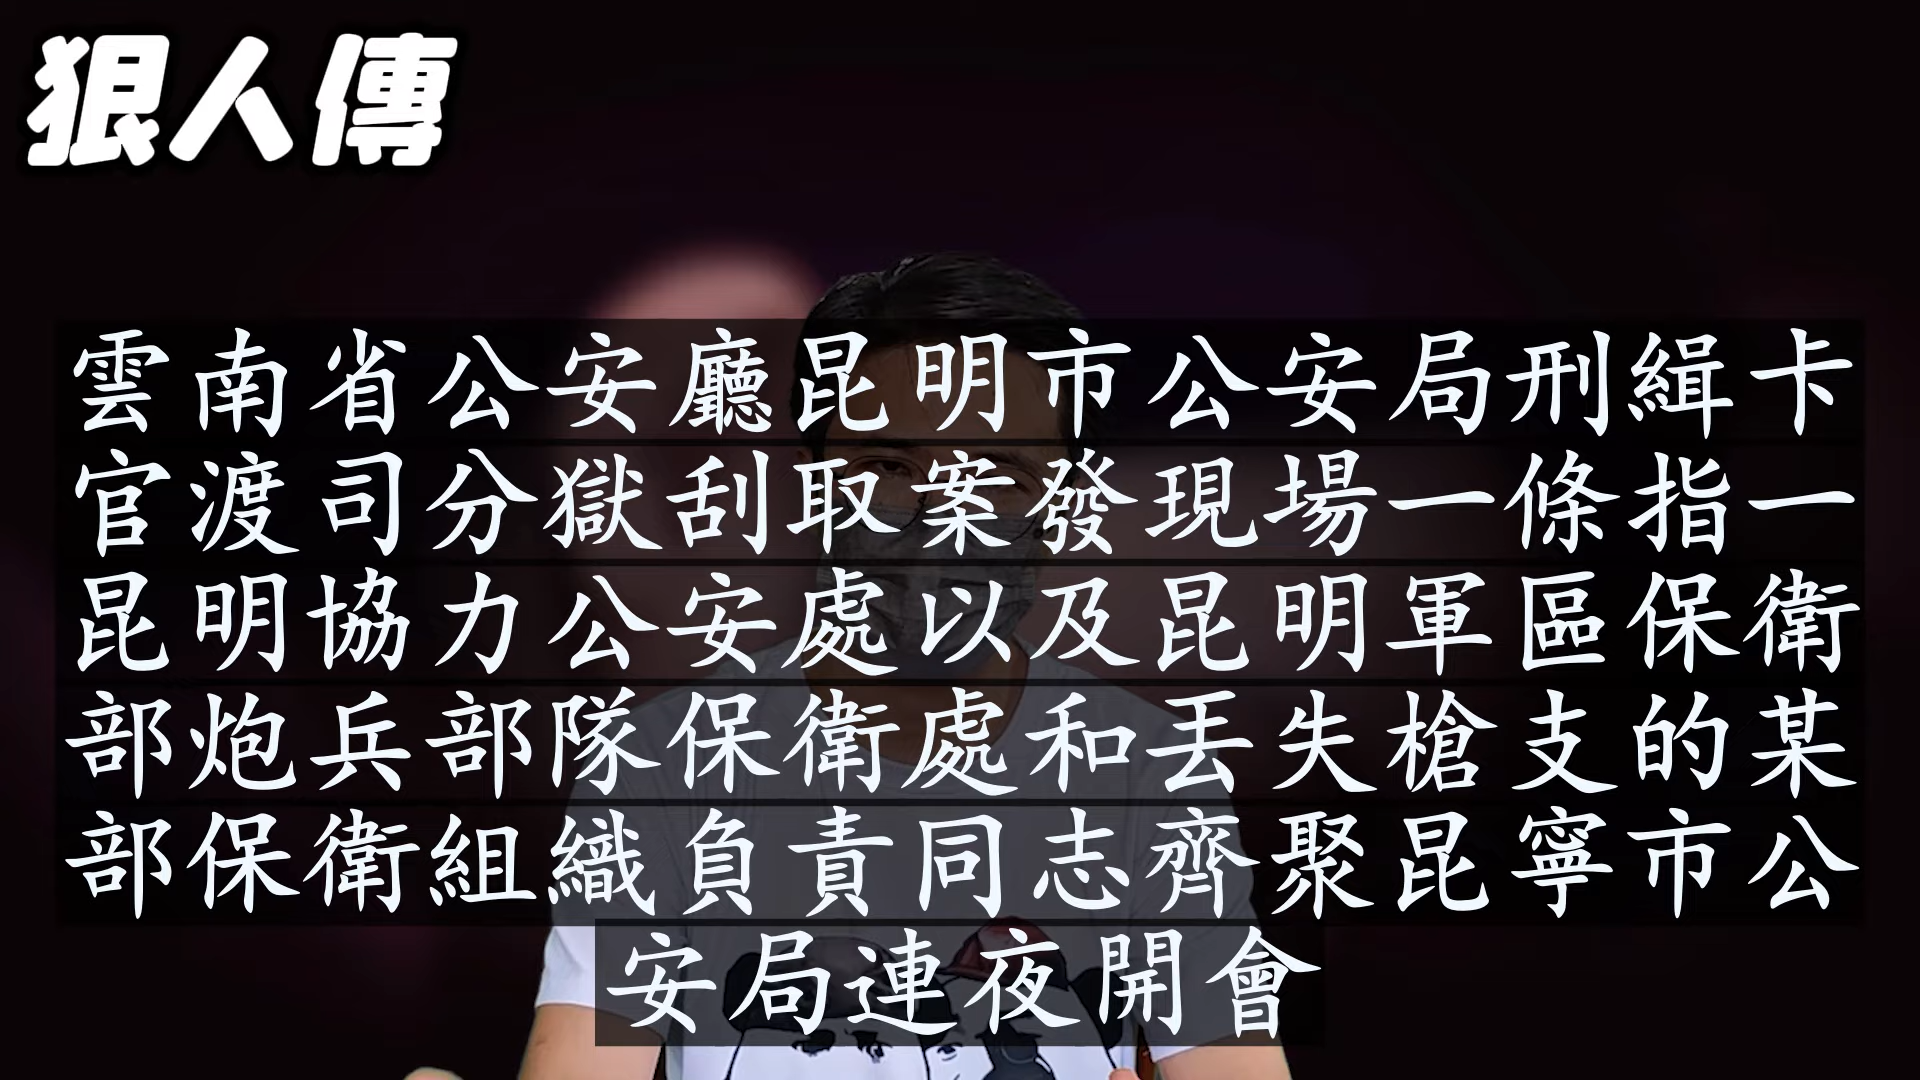 狠人傳
雲南省公安廳昆明市公安局刑緝卡
官渡司分獄刮取案發現場一條指一
昆明協力公安處以及昆明軍區保衛
部炮兵部隊保衛處和丟失槍支的某
部保衛組織負責同志齊聚昆寧市公
安局連夜開會